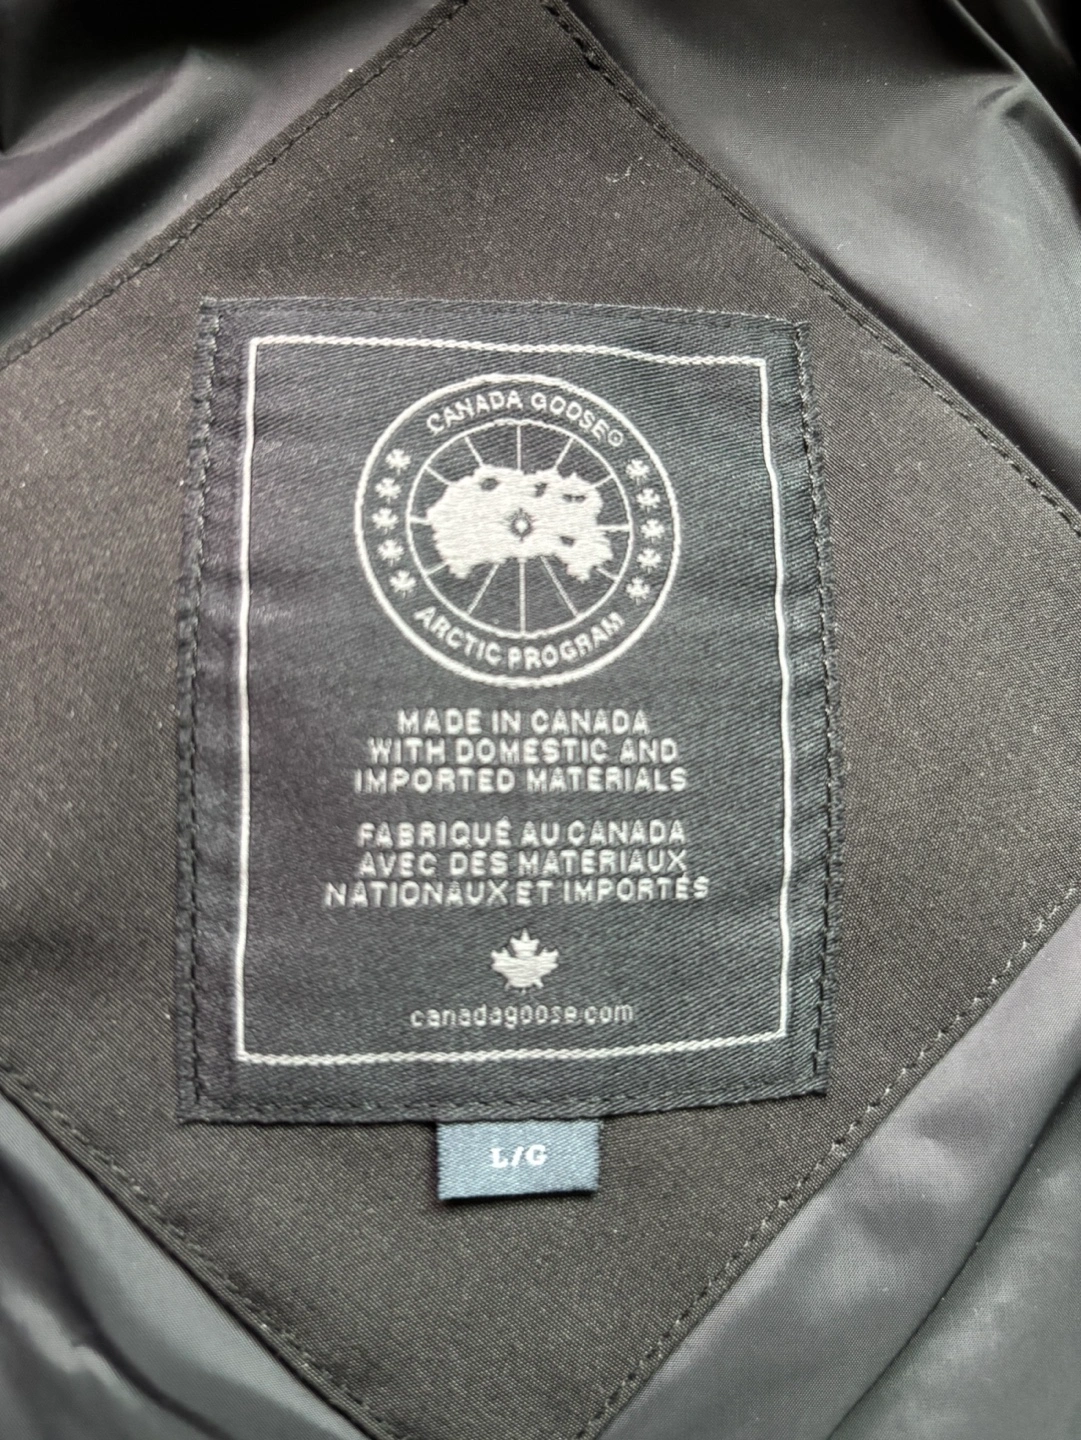 CANADA GOOSE®
ARCTIC PROGRAM
MADE IN CANADA
WITH DOMESTIC AND
IMPORTED MATERIALS
FABRIQUÉ AU CANADA
AVEC DES MATERIAUX
NATIONAUX ET IMPORTÉS
canadagoose.com
L/G